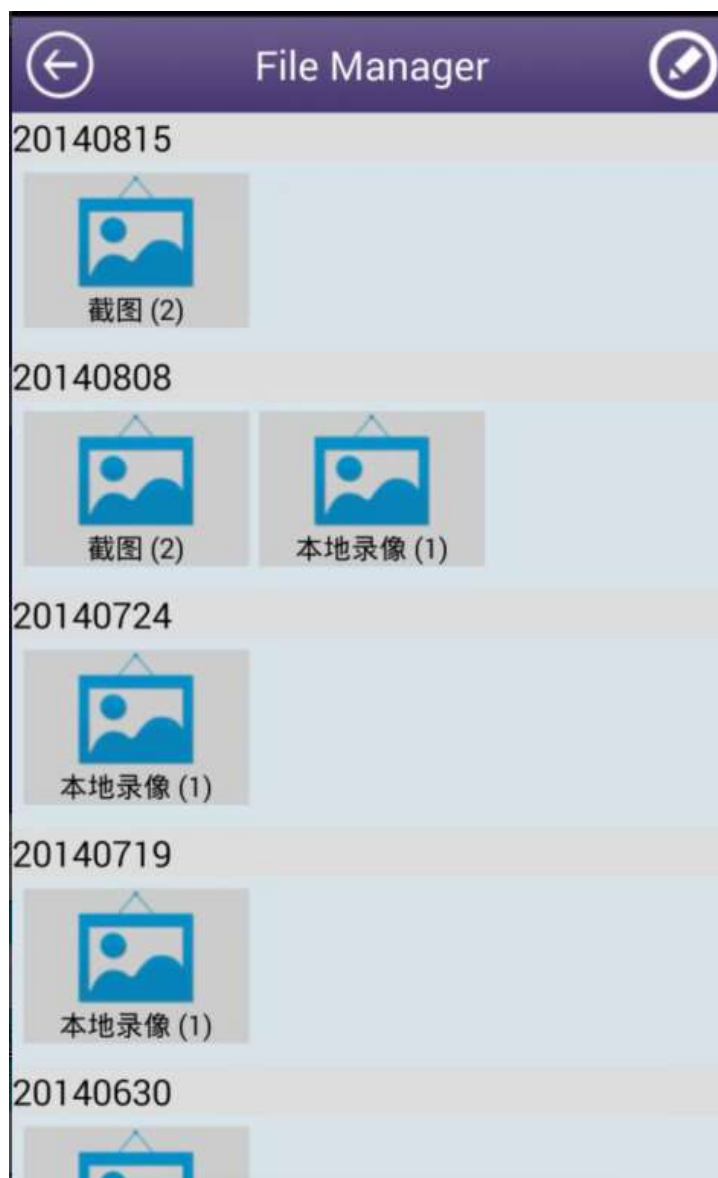 File Manager
20140815
截图 (2)
20140808
截图 (2)
本地录像 (1)
20140724
本地录像 (1)
20140719
本地录像 (1)
20140630